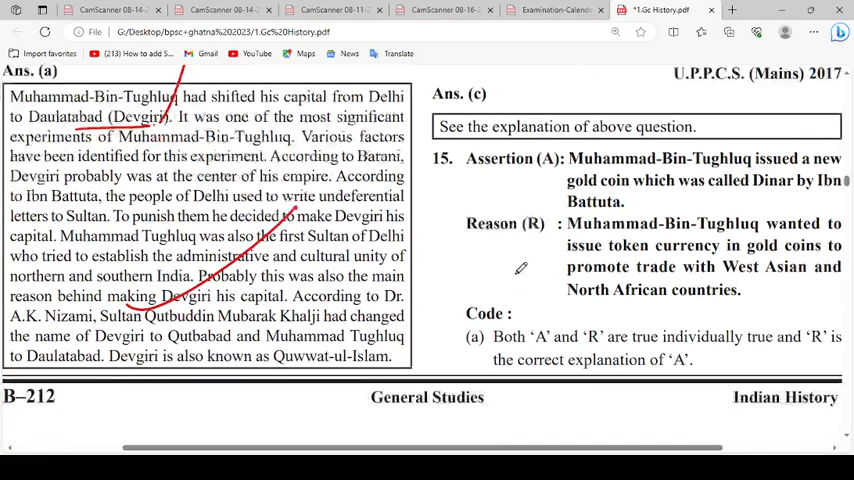 CamScanner 08-14-2
CamScanner 08-14-2
CamScanner 08-11-2
CamScanner 08-16-2
Examination-Calende
*1.Gc History.pdf
File
G:/Desktop/bpsc+ghatna%202023/1.Gc%20History.pdf
Import favorites
(213) How to add S...
Gmail
YouTube
Maps
News
Translate
Ans. (a)
Muhammad-Bin-Tughluq had shifted his capital from Delhi
to Daulatabad (Devgiri). It was one of the most significant
experiments of Muhammad-Bin-Tughluq. Various factors
have been identified for this experiment. According to Barani,
Devgiri probably was at the center of his empire. According
to Ibn Battuta, the people of Delhi used to write undeferential
letters to Sultan. To punish them he decided to make Devgiri his
capital. Muhammad Tughluq was also the first Sultan of Delhi
who tried to establish the administrative and cultural unity of
northern and southern India. Probably this was also the main
reason behind making Devgiri his capital. According to Dr.
A.K. Nizami, Sultan Qutbuddin Mubarak Khalji had changed
the name of Devgiri to Qutbabad and Muhammad Tughluq
to Daulatabad. Devgiri is also known as Quwwat-ul-Islam.
U.P.P.C.S. (Mains) 2017
Ans. (c)
See the explanation of above question.
15. Assertion (A): Muhammad-Bin-Tughluq issued a new
gold coin which was called Dinar by Ibn
Battuta.
Reason (R) : Muhammad-Bin-Tughluq wanted to
issue token currency in gold coins to
promote trade with West Asian and
North African countries.
Code :
(a) Both 'A' and 'R' are true individually true and 'R' is
the correct explanation of 'A'.
B–212
General Studies
Indian History